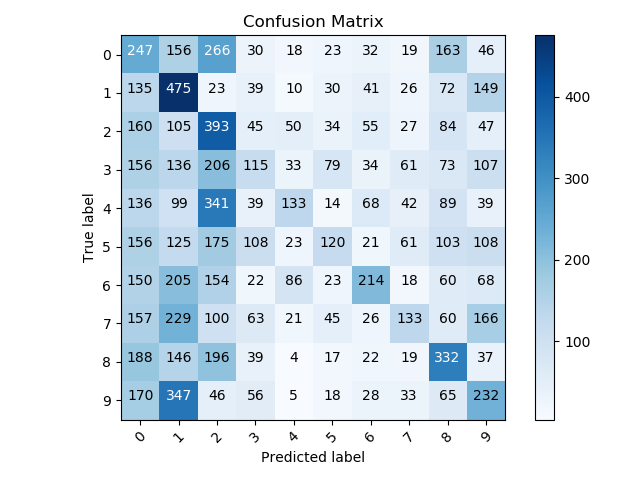 Confusion Matrix
0 247 156 266 30 18 23 32 19 163 46
1 135 475 23 39 10 30 41 26 72 149
2 160 105 393 45 50 34 55 27 84 47
3 156 136 206 115 33 79 34 61 73 107
4 136 99 341 39 133 14 68 42 89 39
5 156 125 175 108 23 120 21 61 103 108
6 150 205 154 22 86 23 214 18 60 68
7 157 229 100 63 21 45 26 133 60 166
8 188 146 196 39 4 17 22 19 332 37
9 170 347 46 56 5 18 28 33 65 232
0 1 2 3 4 5 6 7 8 9
True label
Predicted label
400
300
200
100